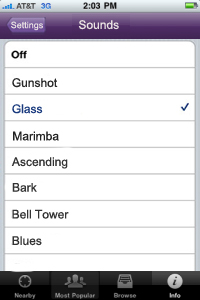 AT&T 3G 2:03 PM
Settings Sounds
Off
Gunshot
Glass
Marimba
Ascending
Bark
Bell Tower
Blues
Nearby Most Popular Browse Info